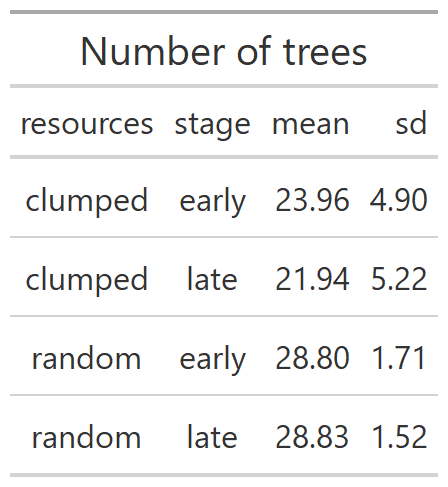 Number of trees
resources stage mean sd
clumped early 23.96 4.90
clumped late 21.94 5.22
random early 28.80 1.71
random late 28.83 1.52